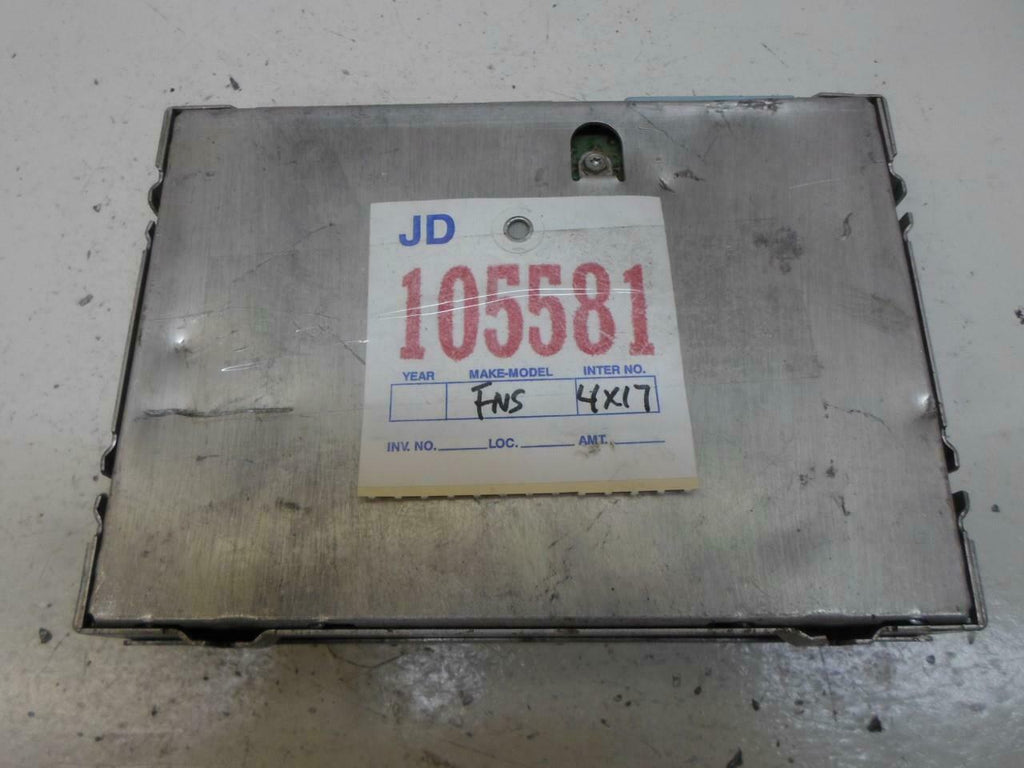 JD
105581
YEAR MAKE-MODEL INTER NO.
FNS 4X17
INV. NO. LOC. AMT.